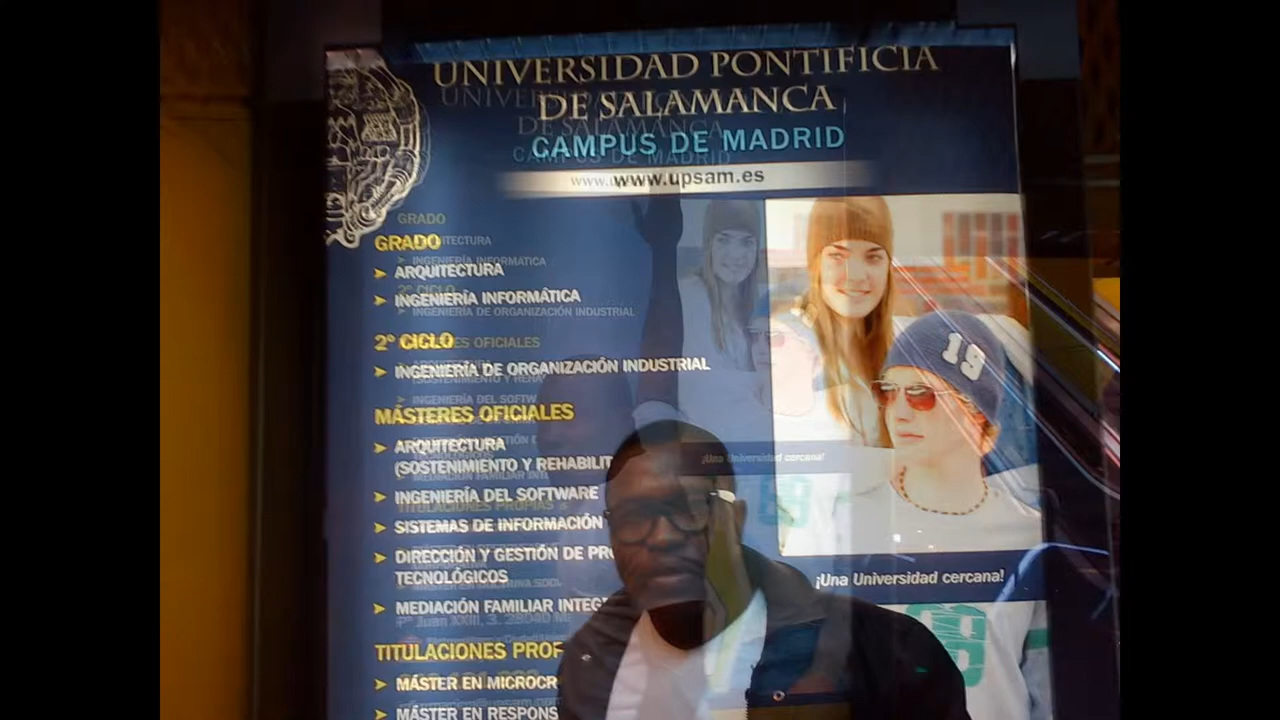 UNIVERSIDAD PONTIFICIA
DE SALAMANCA
CAMPUS DE MADRID
www.upsam.es
GRADO
➤ ARQUITECTURA
➤ INGENIERÍA INFORMÁTICA
2º CICLO
➤ INGENIERÍA DE ORGANIZACIÓN INDUSTRIAL
MÁSTERES OFICIALES
➤ ARQUITECTURA
(SOSTENIMIENTO Y REHABILIT
➤ INGENIERÍA DEL SOFTWARE
➤ SISTEMAS DE INFORMACIÓN
➤ DIRECCIÓN Y GESTIÓN DE PRO
TECNOLÓGICOS
➤ MEDIACIÓN FAMILIAR INTEG
TITULACIONES PROF
➤ MÁSTER EN MICROCR
➤ MÁSTER EN RESPONS
19
¡Una Universidad cercana!